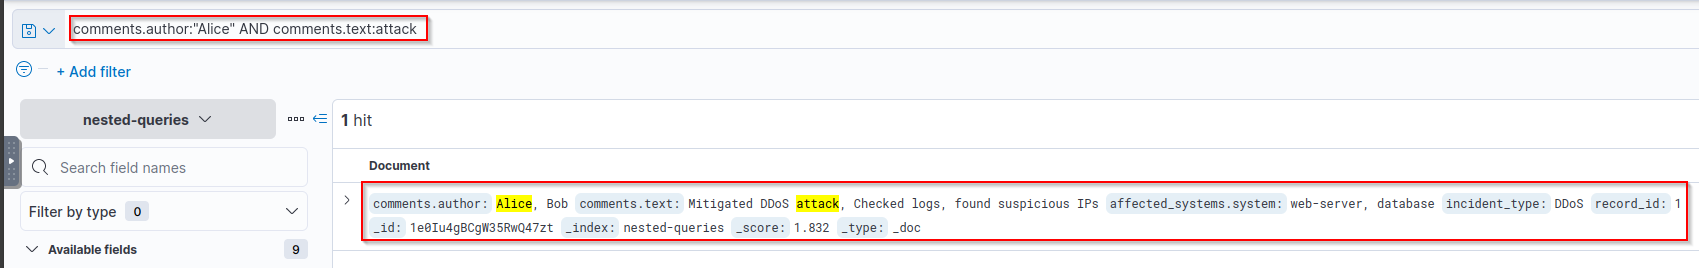 comments.author:"Alice" AND comments.text:attack
+ Add filter
nested-queries
1 hit
Search field names
Document
Filter by type 0
comments.author: Alice, Bob comments.text: Mitigated DDoS attack, Checked logs, found suspicious IPs affected_systems.system: web-server, database incident_type: DDoS record_id: 1
_id: 1e0Iu4gBCgW35RwQ47zt _index: nested-queries _score: 1.832 _type: _doc
Available fields 9